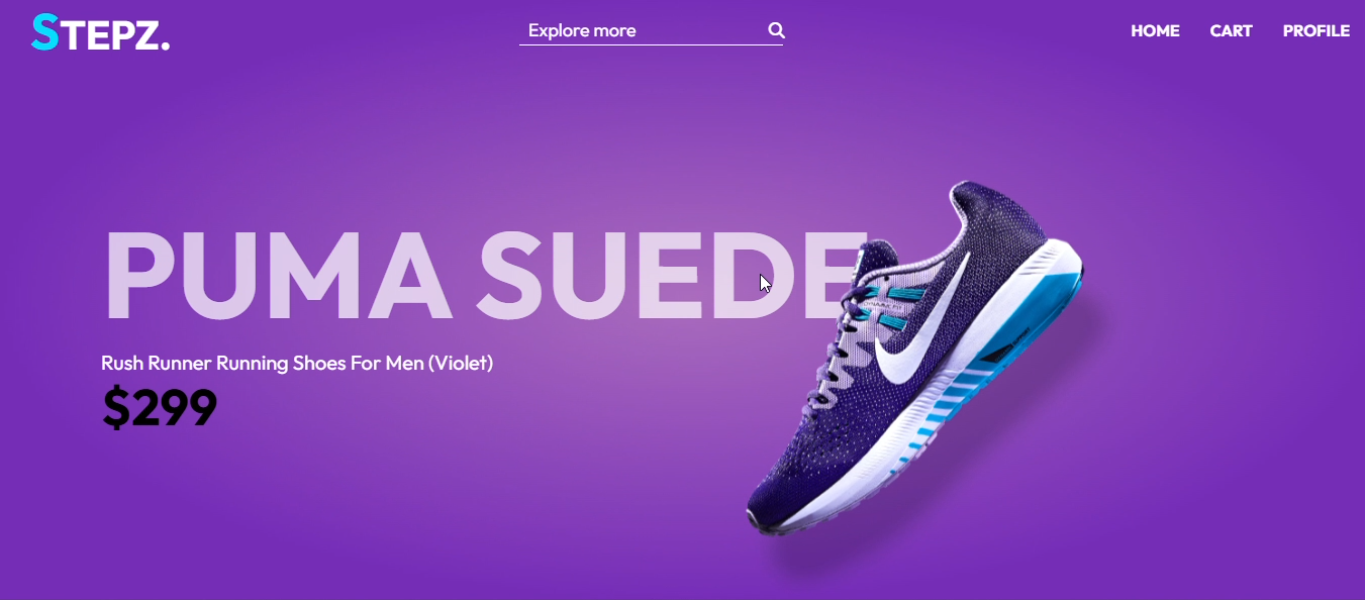 STEPZ.
Explore more
HOME CART PROFILE
PUMA SUEDE
Rush Runner Running Shoes For Men (Violet)
$299